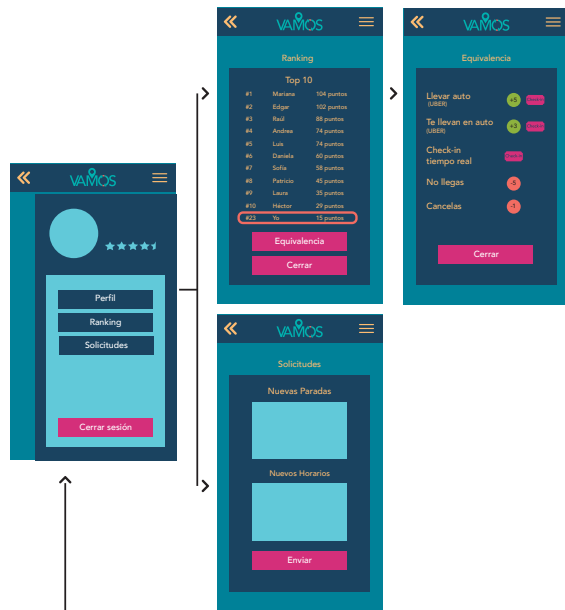 VAMOS
Perfil
Ranking
Solicitudes
Cerrar sesión
VAMOS
Ranking
Top 10
#1 Mariana 104 puntos
#2 Edgar 102 puntos
#3 Raúl 88 puntos
#4 Andrea 74 puntos
#5 Luis 74 puntos
#6 Daniela 60 puntos
#7 Sofía 58 puntos
#8 Patricio 45 puntos
#9 Laura 35 puntos
#10 Héctor 29 puntos
#23 Yo 15 puntos
Equivalencia
Cerrar
VAMOS
Equivalencia
Llevar auto
(UBER)
+5
Te llevan en auto
(UBER)
+3
Check-in
tiempo real
No llegas
-5
Cancelas
-1
Cerrar
VAMOS
Solicitudes
Nuevas Paradas
Nuevos Horarios
Enviar